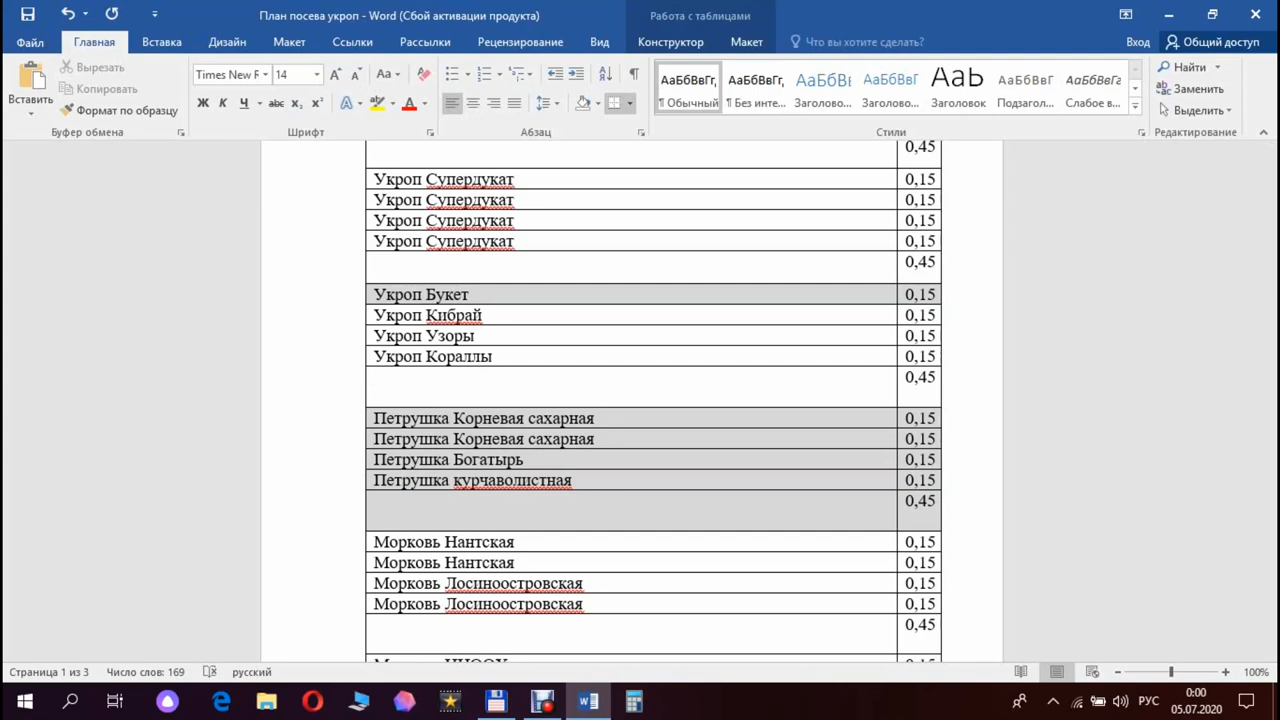 План посева укроп - Word (Сбой активации продукта)
Работа с таблицами
Файл Главная Вставка Дизайн Макет Ссылки Рассылки Рецензирование Вид Конструктор Макет Что вы хотите сделать? Вход Общий доступ
Вставить
Вырезать
Копировать
Формат по образцу
Буфер обмена
Times New R 14
Шрифт
Абзац
АаБбВвГг,
¶ Обычный
АаБбВвГг,
¶ Без инте...
АаБбВі
Заголово...
АаБбВвГ
Заголово...
АаЬ
Заголовок
АаБбВвГ
Подзагол...
АаБбВвГг
Слабое в...
Стили
Найти
Заменить
Выделить
Редактирование
0,45
Укроп Супердукат 0,15
Укроп Супердукат 0,15
Укроп Супердукат 0,15
Укроп Супердукат 0,15
0,45
Укроп Букет 0,15
Укроп Кибрай 0,15
Укроп Узоры 0,15
Укроп Кораллы 0,15
0,45
Петрушка Корневая сахарная 0,15
Петрушка Корневая сахарная 0,15
Петрушка Богатырь 0,15
Петрушка курчаволистная 0,15
0,45
Морковь Нантская 0,15
Морковь Нантская 0,15
Морковь Лосиноостровская 0,15
Морковь Лосиноостровская 0,15
0,45
Страница 1 из 3 Число слов: 169 русский 100%
РУС
0:00
05.07.2020